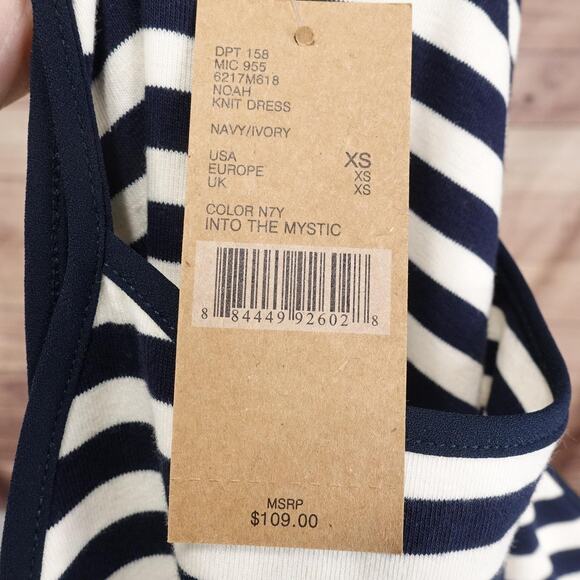 DPT 158
MIC 955
6217M618
NOAH
KNIT DRESS
NAVY/IVORY
USA XS
EUROPE XS
UK XS
COLOR N7Y
INTO THE MYSTIC
8 84449 92602 8
MSRP
$109.00